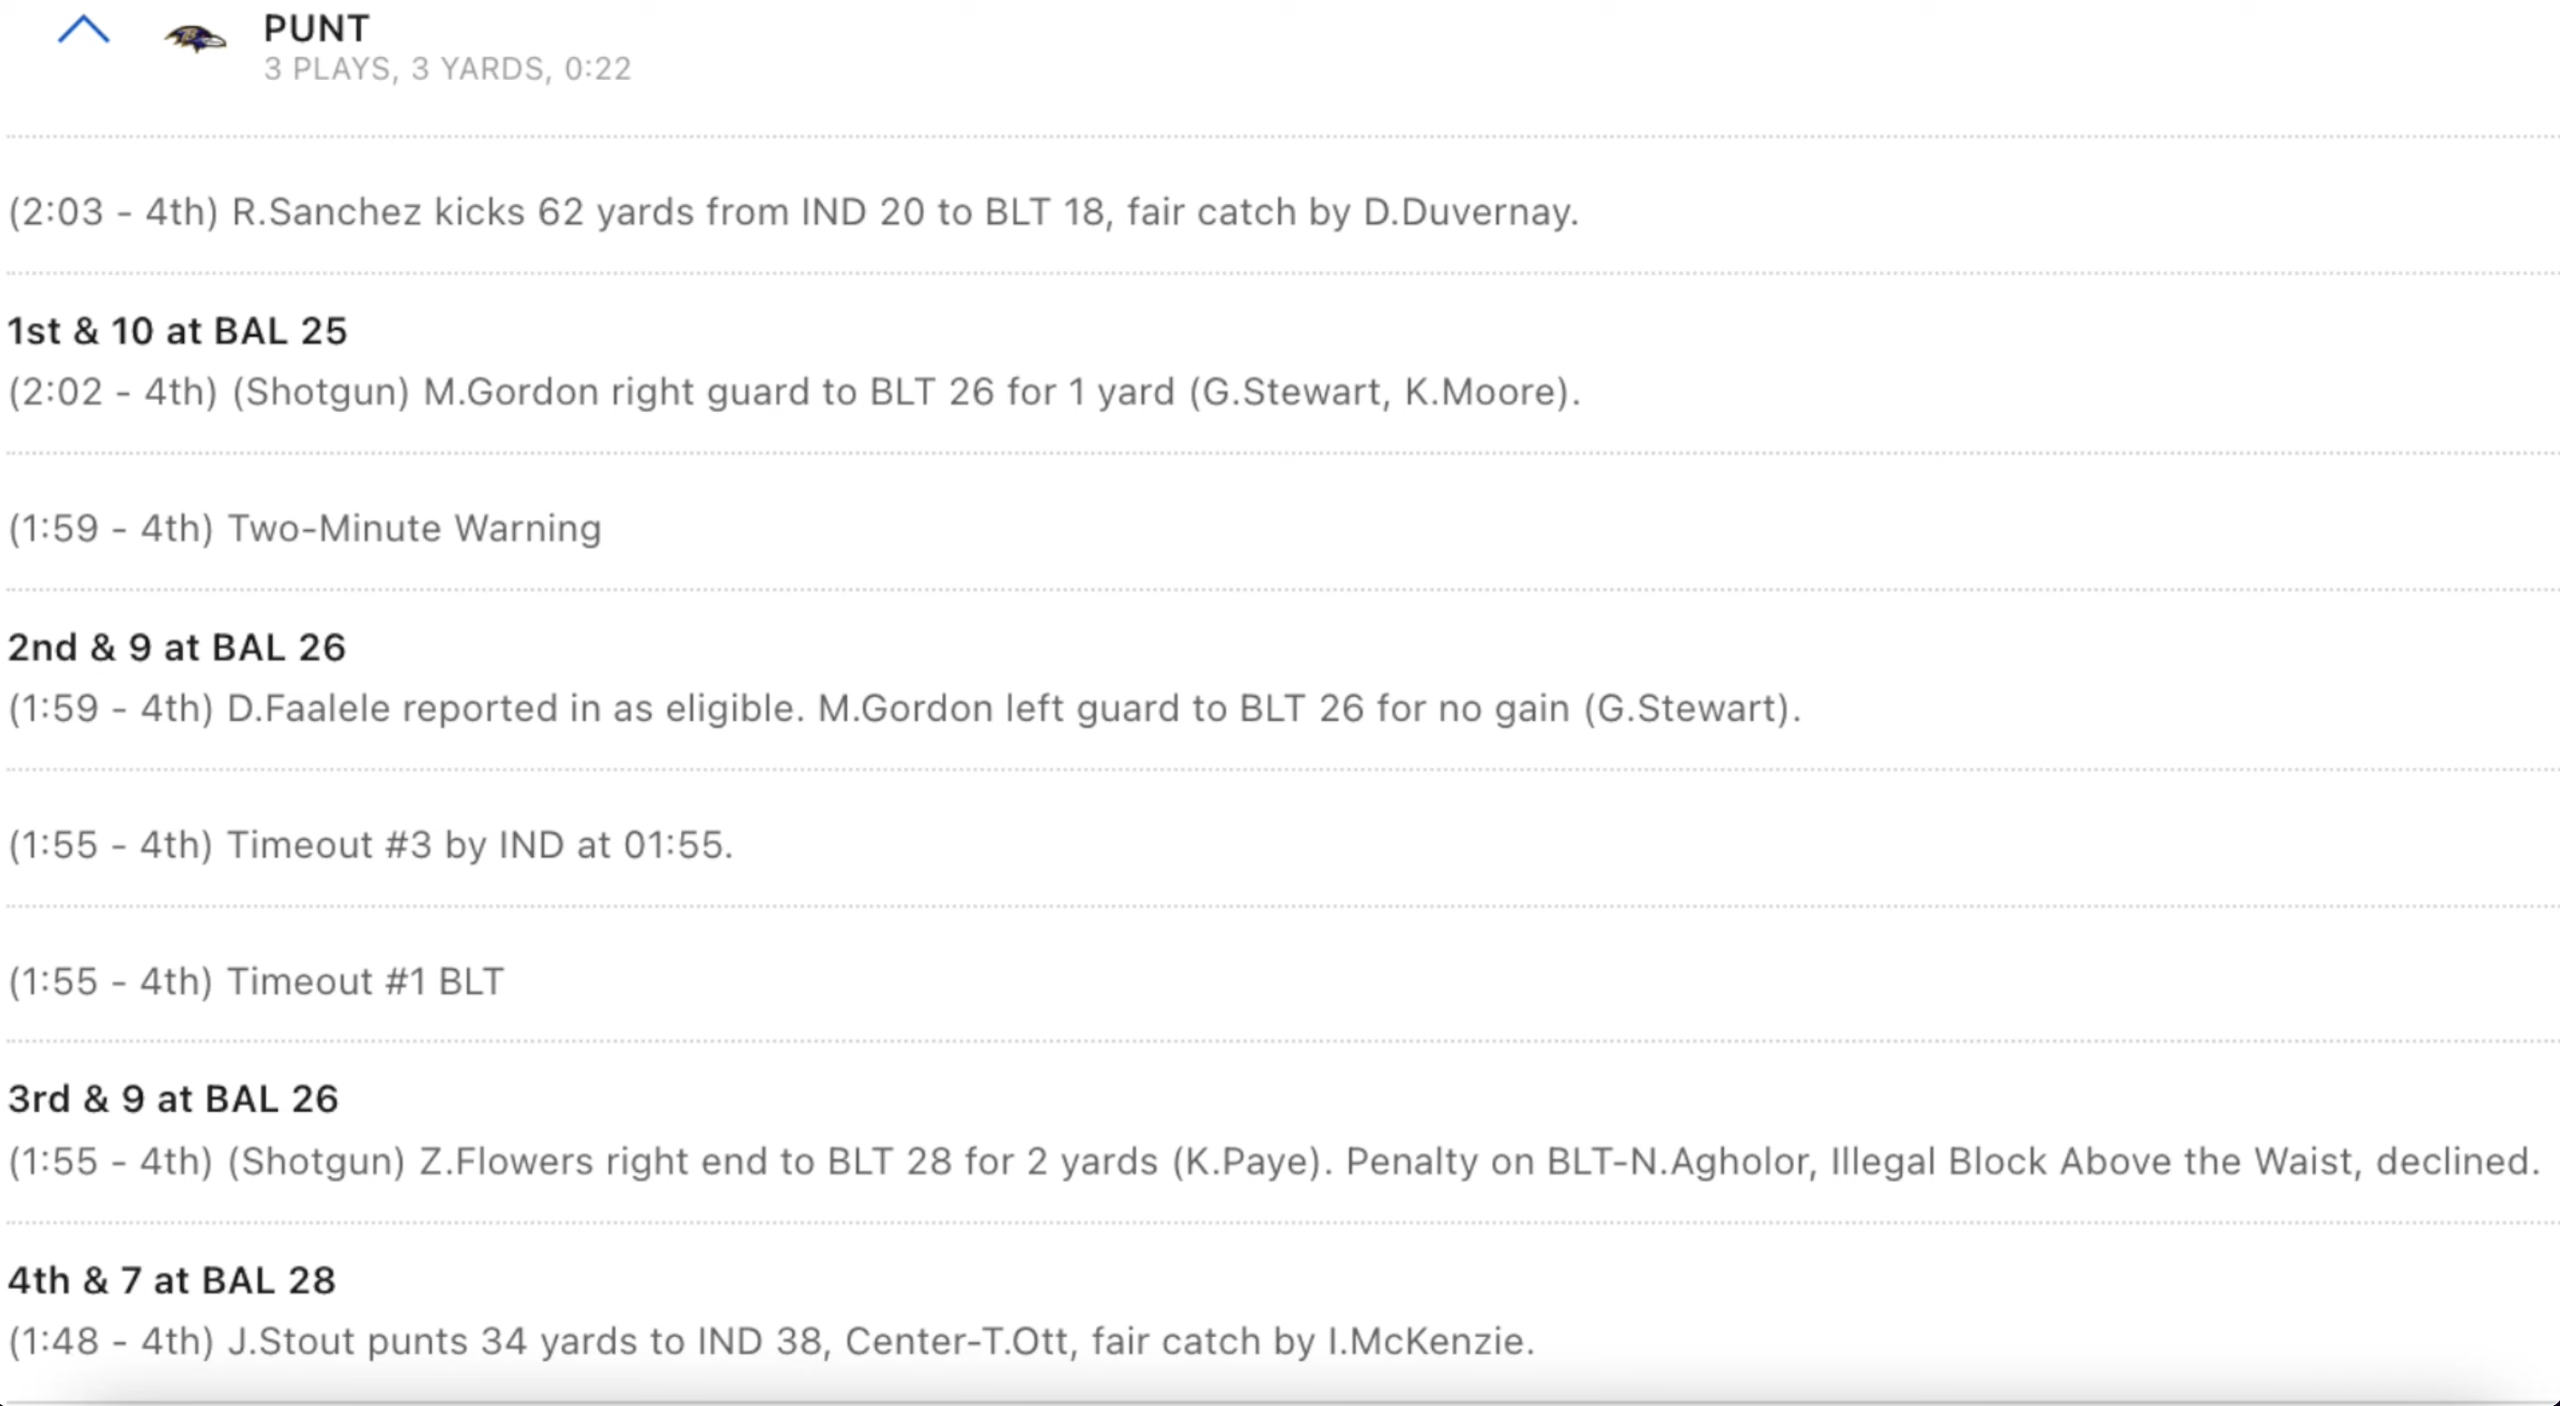 PUNT
3 PLAYS, 3 YARDS, 0:22
(2:03 - 4th) R.Sanchez kicks 62 yards from IND 20 to BLT 18, fair catch by D.Duvernay.
1st & 10 at BAL 25
(2:02 - 4th) (Shotgun) M.Gordon right guard to BLT 26 for 1 yard (G.Stewart, K.Moore).
(1:59 - 4th) Two-Minute Warning
2nd & 9 at BAL 26
(1:59 - 4th) D.Faalele reported in as eligible. M.Gordon left guard to BLT 26 for no gain (G.Stewart).
(1:55 - 4th) Timeout #3 by IND at 01:55.
(1:55 - 4th) Timeout #1 BLT
3rd & 9 at BAL 26
(1:55 - 4th) (Shotgun) Z.Flowers right end to BLT 28 for 2 yards (K.Paye). Penalty on BLT-N.Agholor, Illegal Block Above the Waist, declined.
4th & 7 at BAL 28
(1:48 - 4th) J.Stout punts 34 yards to IND 38, Center-T.Ott, fair catch by I.McKenzie.